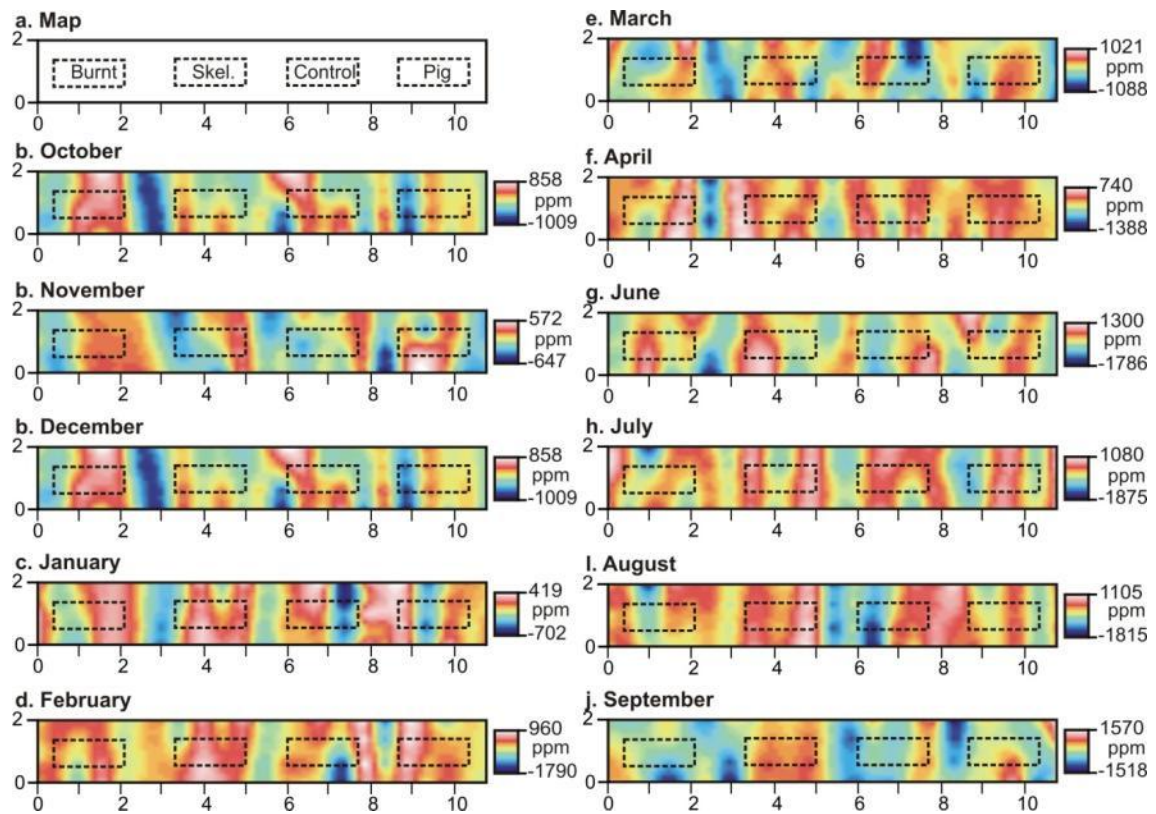 a. Map
2
0
Burnt Skel. Control Pig
0 2 4 6 8 10
b. October
2
0
858
ppm
-1009
0 2 4 6 8 10
b. November
2
0
572
ppm
-647
0 2 4 6 8 10
b. December
2
0
858
ppm
-1009
0 2 4 6 8 10
c. January
2
0
419
ppm
-702
0 2 4 6 8 10
d. February
2
0
960
ppm
-1790
0 2 4 6 8 10
e. March
2
0
1021
ppm
-1088
0 2 4 6 8 10
f. April
2
0
740
ppm
-1388
0 2 4 6 8 10
g. June
2
0
1300
ppm
-1786
0 2 4 6 8 10
h. July
2
0
1080
ppm
-1875
0 2 4 6 8 10
l. August
2
0
1105
ppm
-1815
0 2 4 6 8 10
j. September
2
0
1570
ppm
-1518
0 2 4 6 8 10